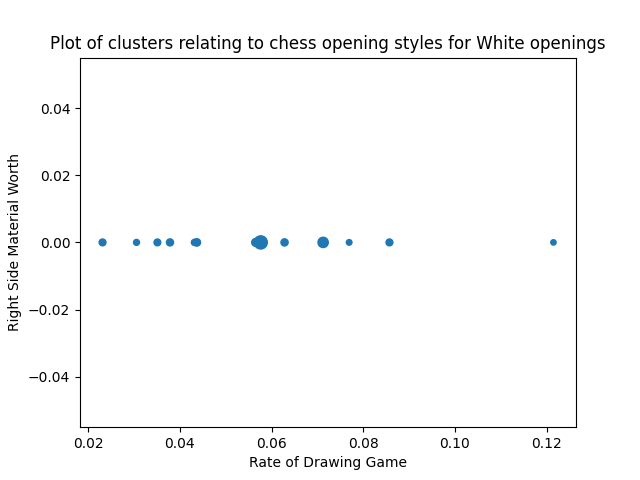 Plot of clusters relating to chess opening styles for White openings
Right Side Material Worth
0.04
0.02
0.00
−0.02
−0.04
0.02 0.04 0.06 0.08 0.10 0.12
Rate of Drawing Game